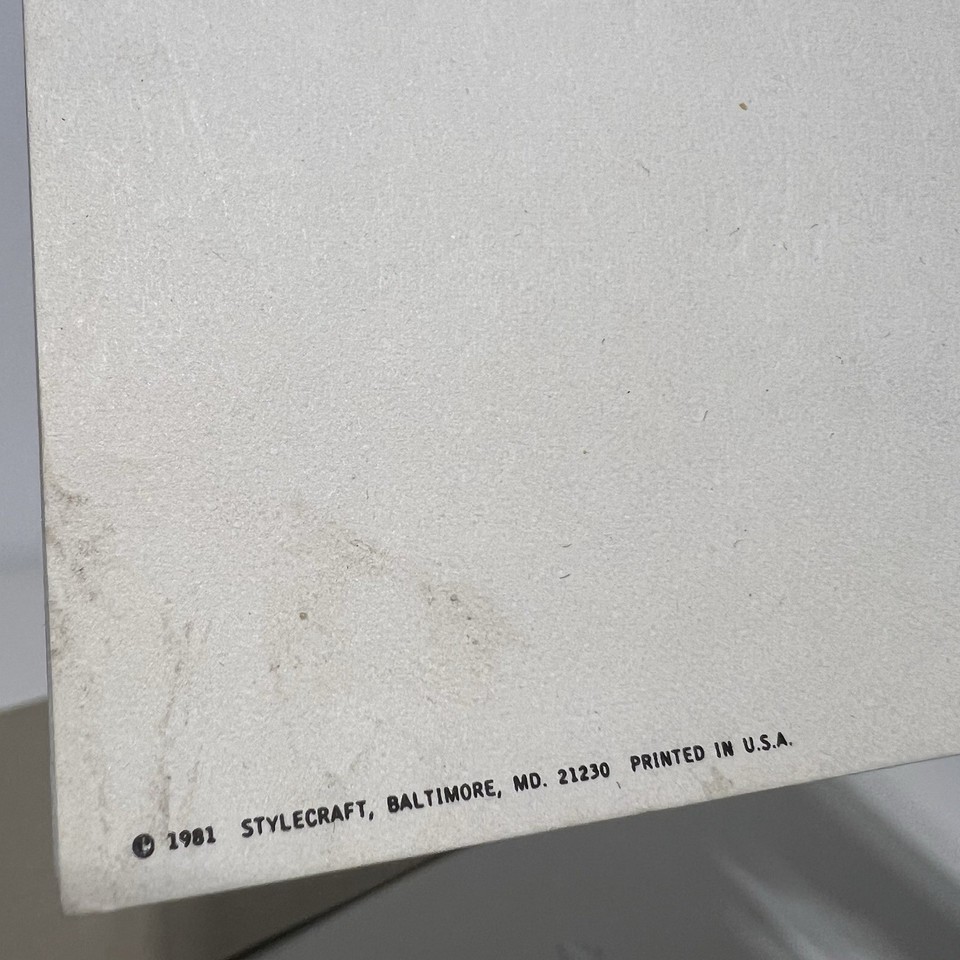 © 1981 STYLECRAFT, BALTIMORE, MD. 21230 PRINTED IN U.S.A.